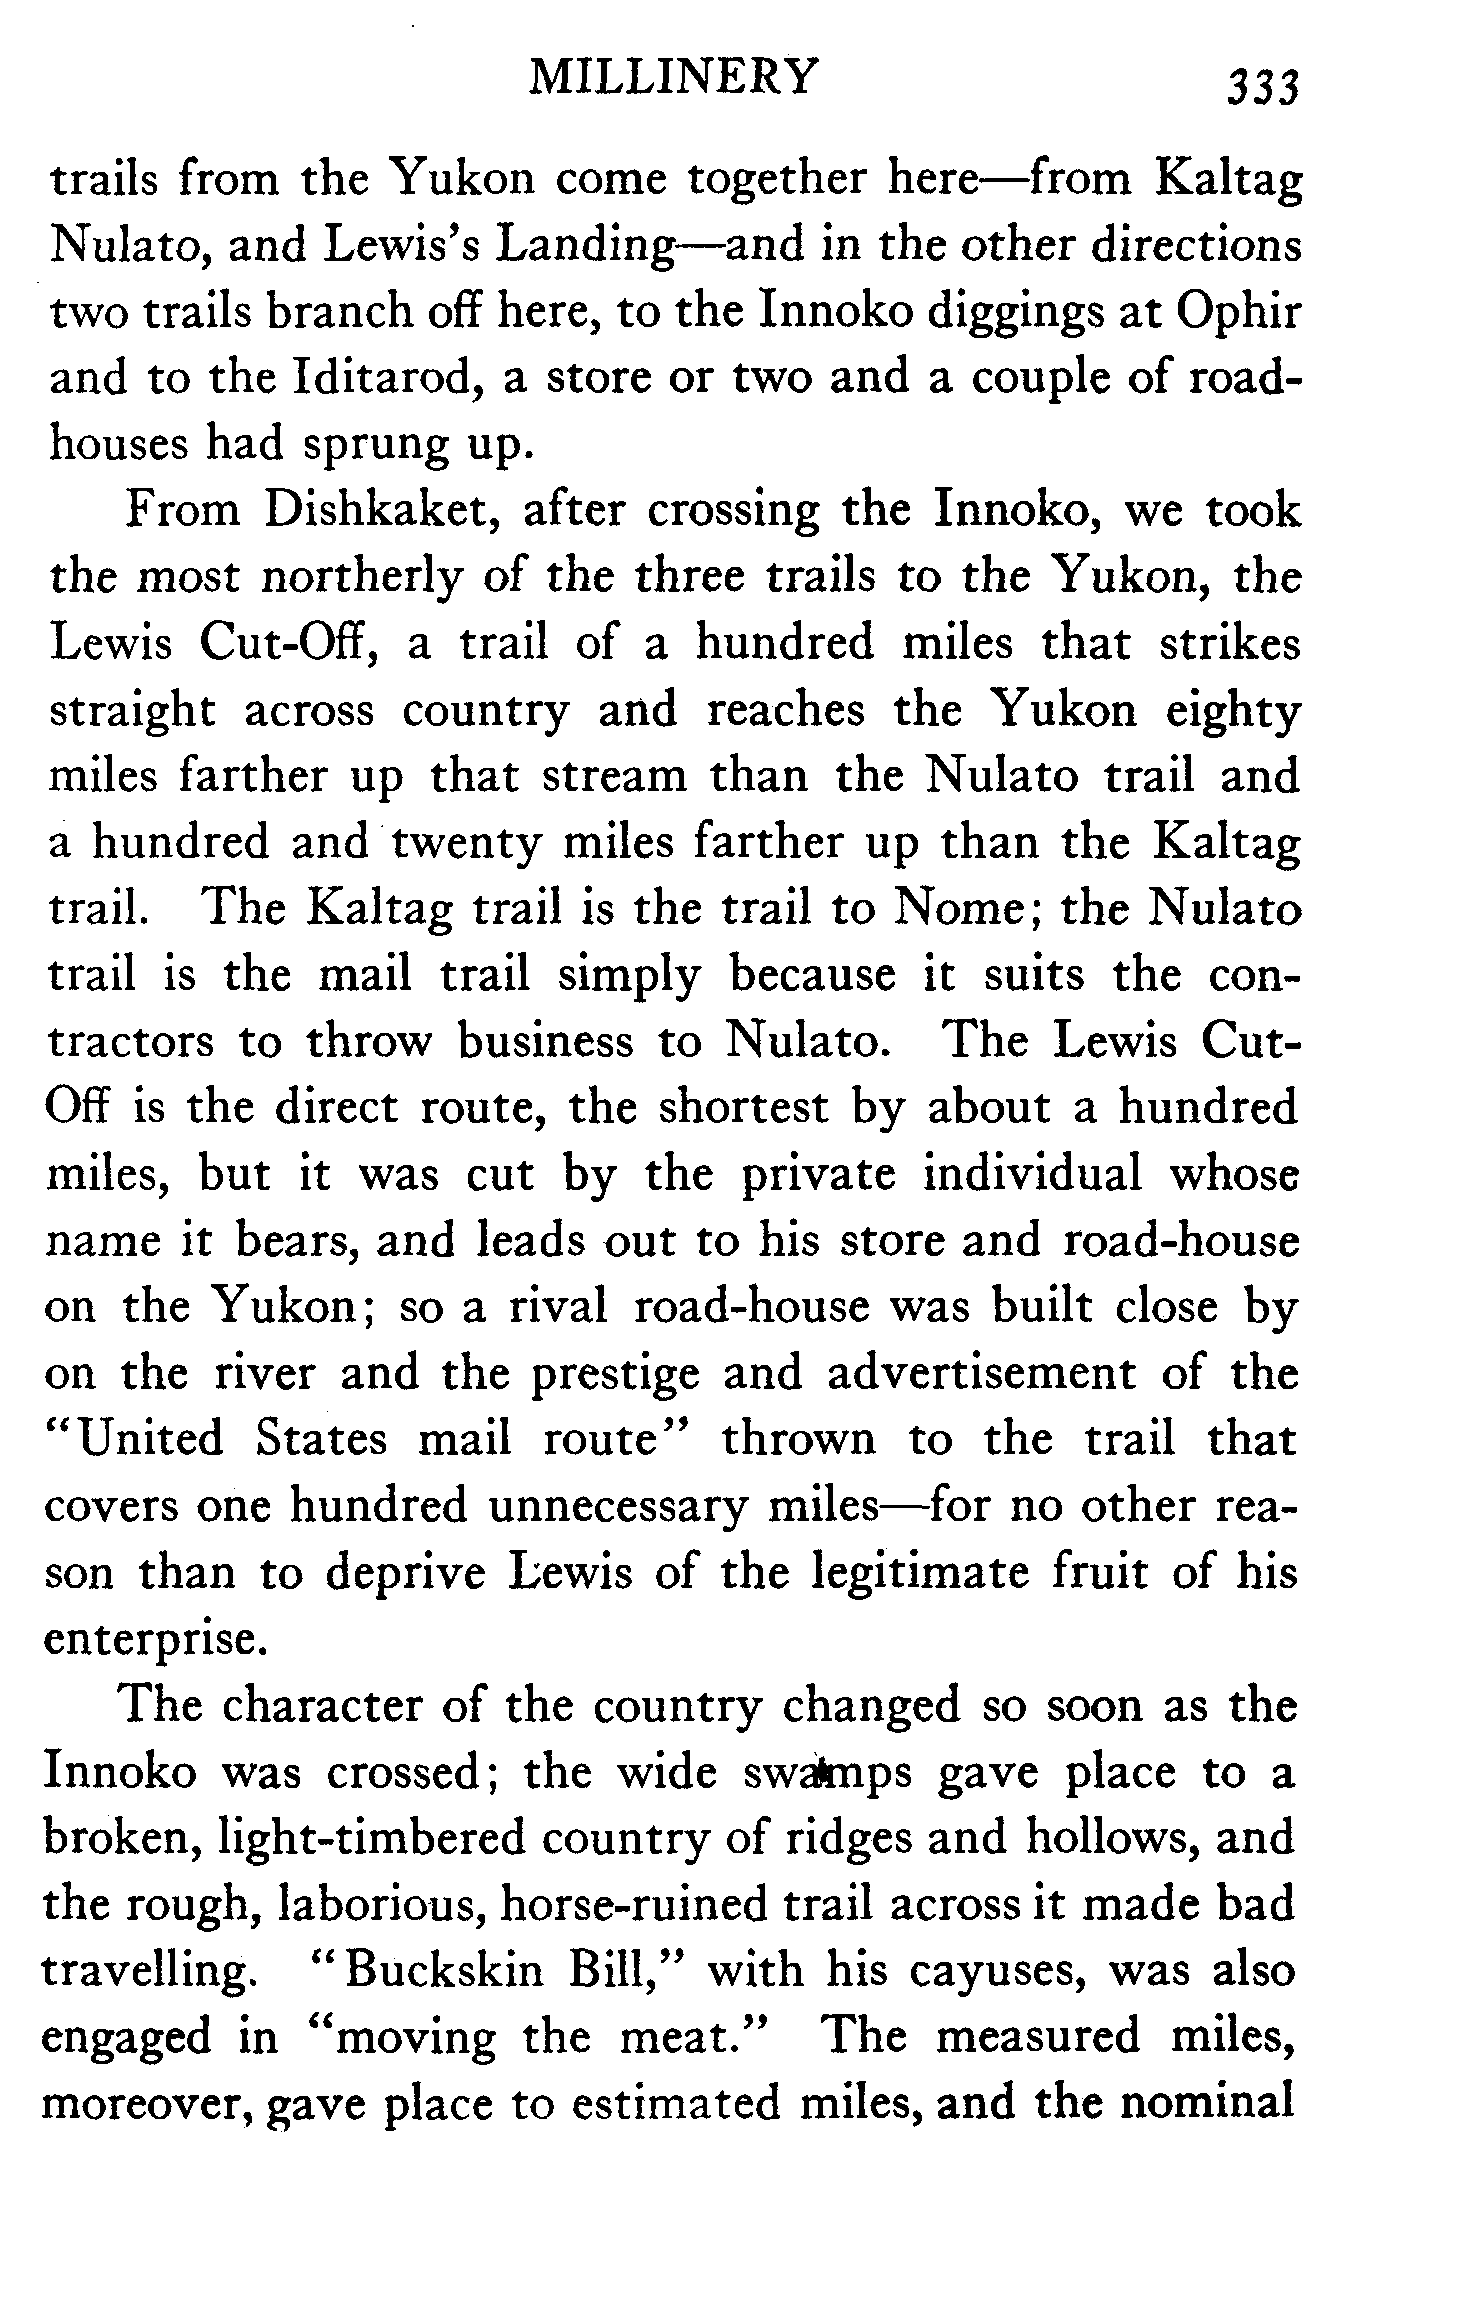 MILLINERY 333
trails from the Yukon come together here—from Kaltag
Nulato, and Lewis's Landing—and in the other directions
two trails branch off here, to the Innoko diggings at Ophir
and to the Iditarod, a store or two and a couple of road-
houses had sprung up.
From Dishkaket, after crossing the Innoko, we took
the most northerly of the three trails to the Yukon, the
Lewis Cut-Off, a trail of a hundred miles that strikes
straight across country and reaches the Yukon eighty
miles farther up that stream than the Nulato trail and
a hundred and twenty miles farther up than the Kaltag
trail. The Kaltag trail is the trail to Nome; the Nulato
trail is the mail trail simply because it suits the con-
tractors to throw business to Nulato. The Lewis Cut-
Off is the direct route, the shortest by about a hundred
miles, but it was cut by the private individual whose
name it bears, and leads out to his store and road-house
on the Yukon; so a rival road-house was built close by
on the river and the prestige and advertisement of the
"United States mail route" thrown to the trail that
covers one hundred unnecessary miles—for no other rea-
son than to deprive Lewis of the legitimate fruit of his
enterprise.
The character of the country changed so soon as the
Innoko was crossed; the wide swamps gave place to a
broken, light-timbered country of ridges and hollows, and
the rough, laborious, horse-ruined trail across it made bad
travelling. "Buckskin Bill," with his cayuses, was also
engaged in "moving the meat." The measured miles,
moreover, gave place to estimated miles, and the nominal